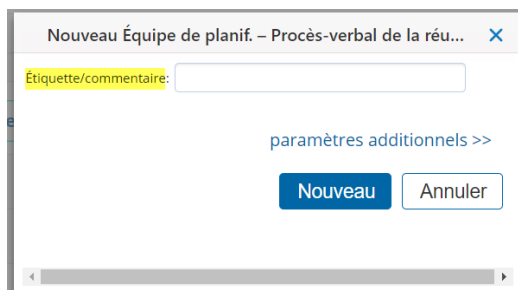 Nouveau Équipe de planif. – Procès-verbal de la réu... ×
Étiquette/commentaire:
paramètres additionnels >>
Nouveau Annuler